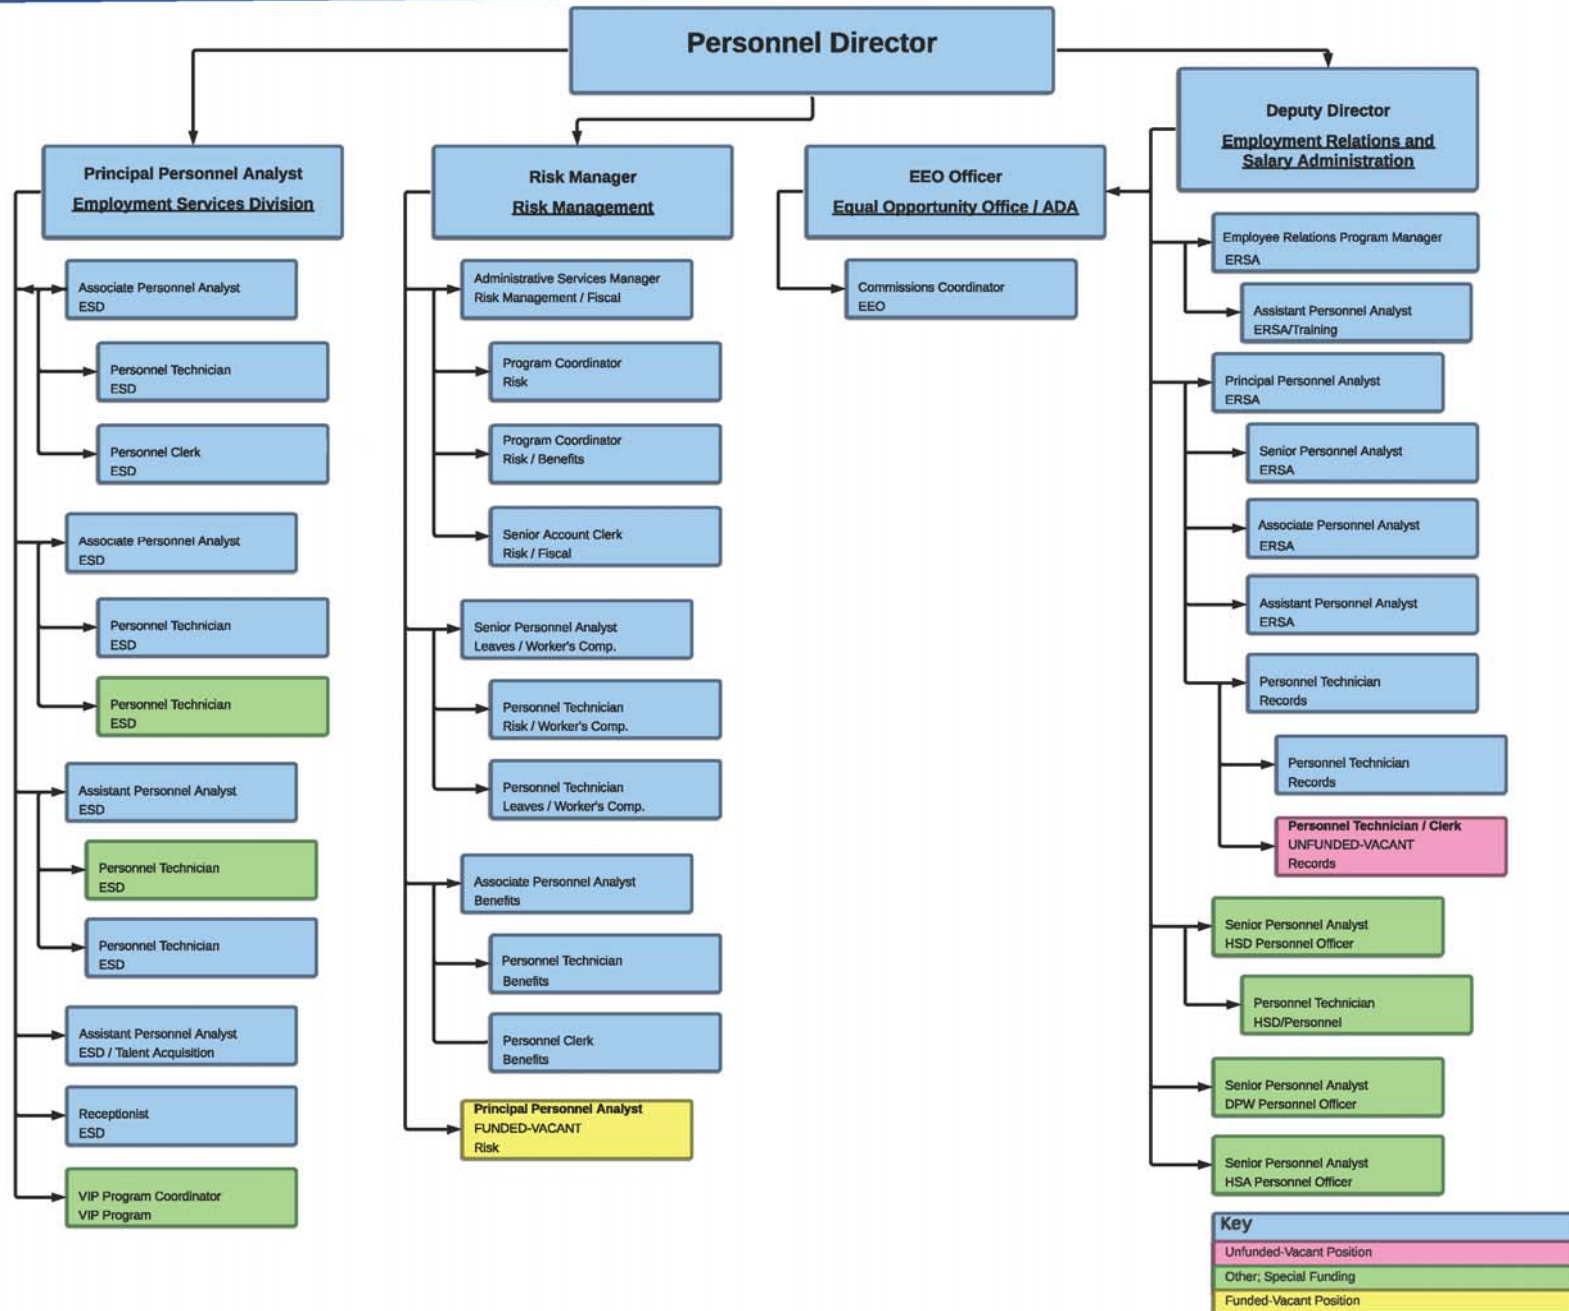 Personnel Director
Principal Personnel Analyst
Employment Services Division
Associate Personnel Analyst
ESD
Personnel Technician
ESD
Personnel Clerk
ESD
Associate Personnel Analyst
ESD
Personnel Technician
ESD
Personnel Technician
ESD
Assistant Personnel Analyst
ESD
Personnel Technician
ESD
Personnel Technician
ESD
Assistant Personnel Analyst
ESD / Talent Acquisition
Receptionist
ESD
VIP Program Coordinator
VIP Program
Risk Manager
Risk Management
Administrative Services Manager
Risk Management / Fiscal
Program Coordinator
Risk
Program Coordinator
Risk / Benefits
Senior Account Clerk
Risk / Fiscal
Senior Personnel Analyst
Leaves / Worker's Comp.
Personnel Technician
Risk / Worker's Comp.
Personnel Technician
Leaves / Worker's Comp.
Associate Personnel Analyst
Benefits
Personnel Technician
Benefits
Personnel Clerk
Benefits
Principal Personnel Analyst
FUNDED-VACANT
Risk
EEO Officer
Equal Opportunity Office / ADA
Commissions Coordinator
EEO
Deputy Director
Employment Relations and
Salary Administration
Employee Relations Program Manager
ERSA
Assistant Personnel Analyst
ERSA/Training
Principal Personnel Analyst
ERSA
Senior Personnel Analyst
ERSA
Associate Personnel Analyst
ERSA
Assistant Personnel Analyst
ERSA
Personnel Technician
Records
Personnel Technician
Records
Personnel Technician / Clerk
UNFUNDED-VACANT
Records
Senior Personnel Analyst
HSD Personnel Officer
Personnel Technician
HSD/Personnel
Senior Personnel Analyst
DPW Personnel Officer
Senior Personnel Analyst
HSA Personnel Officer
Key
Unfunded-Vacant Position
Other; Special Funding
Funded-Vacant Position